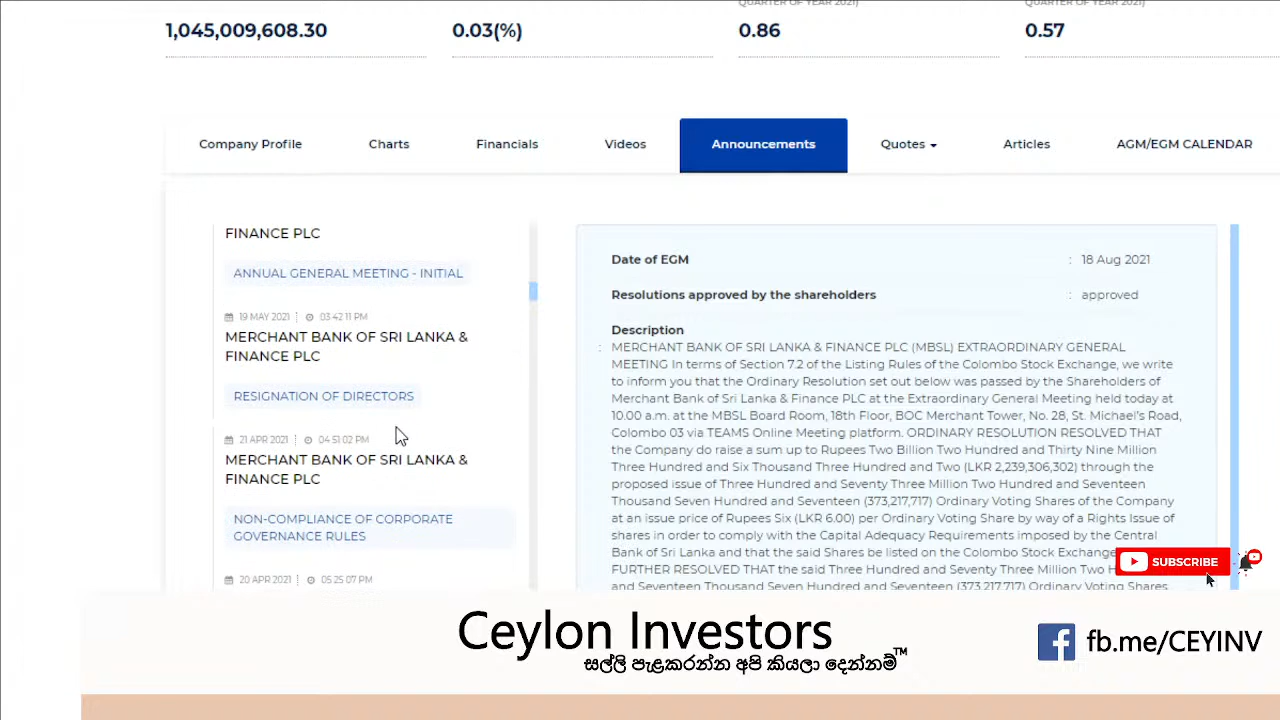 QUARTER OF YEAR 2021)
QUARTER OF YEAR 2021)
1,045,009,608.30
0.03(%)
0.86
0.57
Company Profile
Charts
Financials
Videos
Announcements
Quotes
Articles
AGM/EGM CALENDAR
FINANCE PLC
ANNUAL GENERAL MEETING - INITIAL
19 MAY 2021 03:42:11 PM
MERCHANT BANK OF SRI LANKA &
FINANCE PLC
RESIGNATION OF DIRECTORS
21 APR 2021 04:51:02 PM
MERCHANT BANK OF SRI LANKA &
FINANCE PLC
NON-COMPLIANCE OF CORPORATE
GOVERNANCE RULES
20 APR 2021 05:25:07 PM
Date of EGM : 18 Aug 2021
Resolutions approved by the shareholders : approved
Description
: MERCHANT BANK OF SRI LANKA & FINANCE PLC (MBSL) EXTRAORDINARY GENERAL
MEETING In terms of Section 7.2 of the Listing Rules of the Colombo Stock Exchange, we write
to inform you that the Ordinary Resolution set out below was passed by the Shareholders of
Merchant Bank of Sri Lanka & Finance PLC at the Extraordinary General Meeting held today at
10.00 a.m. at the MBSL Board Room, 18th Floor, BOC Merchant Tower, No. 28, St. Michael's Road,
Colombo 03 via TEAMS Online Meeting platform. ORDINARY RESOLUTION RESOLVED THAT
the Company do raise a sum up to Rupees Two Billion Two Hundred and Thirty Nine Million
Three Hundred and Six Thousand Three Hundred and Two (LKR 2,239,306,302) through the
proposed issue of Three Hundred and Seventy Three Million Two Hundred and Seventeen
Thousand Seven Hundred and Seventeen (373,217,717) Ordinary Voting Shares of the Company
at an issue price of Rupees Six (LKR 6.00) per Ordinary Voting Share by way of a Rights Issue of
shares in order to comply with the Capital Adequacy Requirements imposed by the Central
Bank of Sri Lanka and that the said Shares be listed on the Colombo Stock Exchange
FURTHER RESOLVED THAT the said Three Hundred and Seventy Three Million Two H
and Seventeen Thousand Seven Hundred and Seventeen (373,217,717) Ordinary Voting Shares
SUBSCRIBE
Ceylon Investors
සල්ලි පැළකරන්න අපි කියලා දෙන්නම්™
fb.me/CEYINV